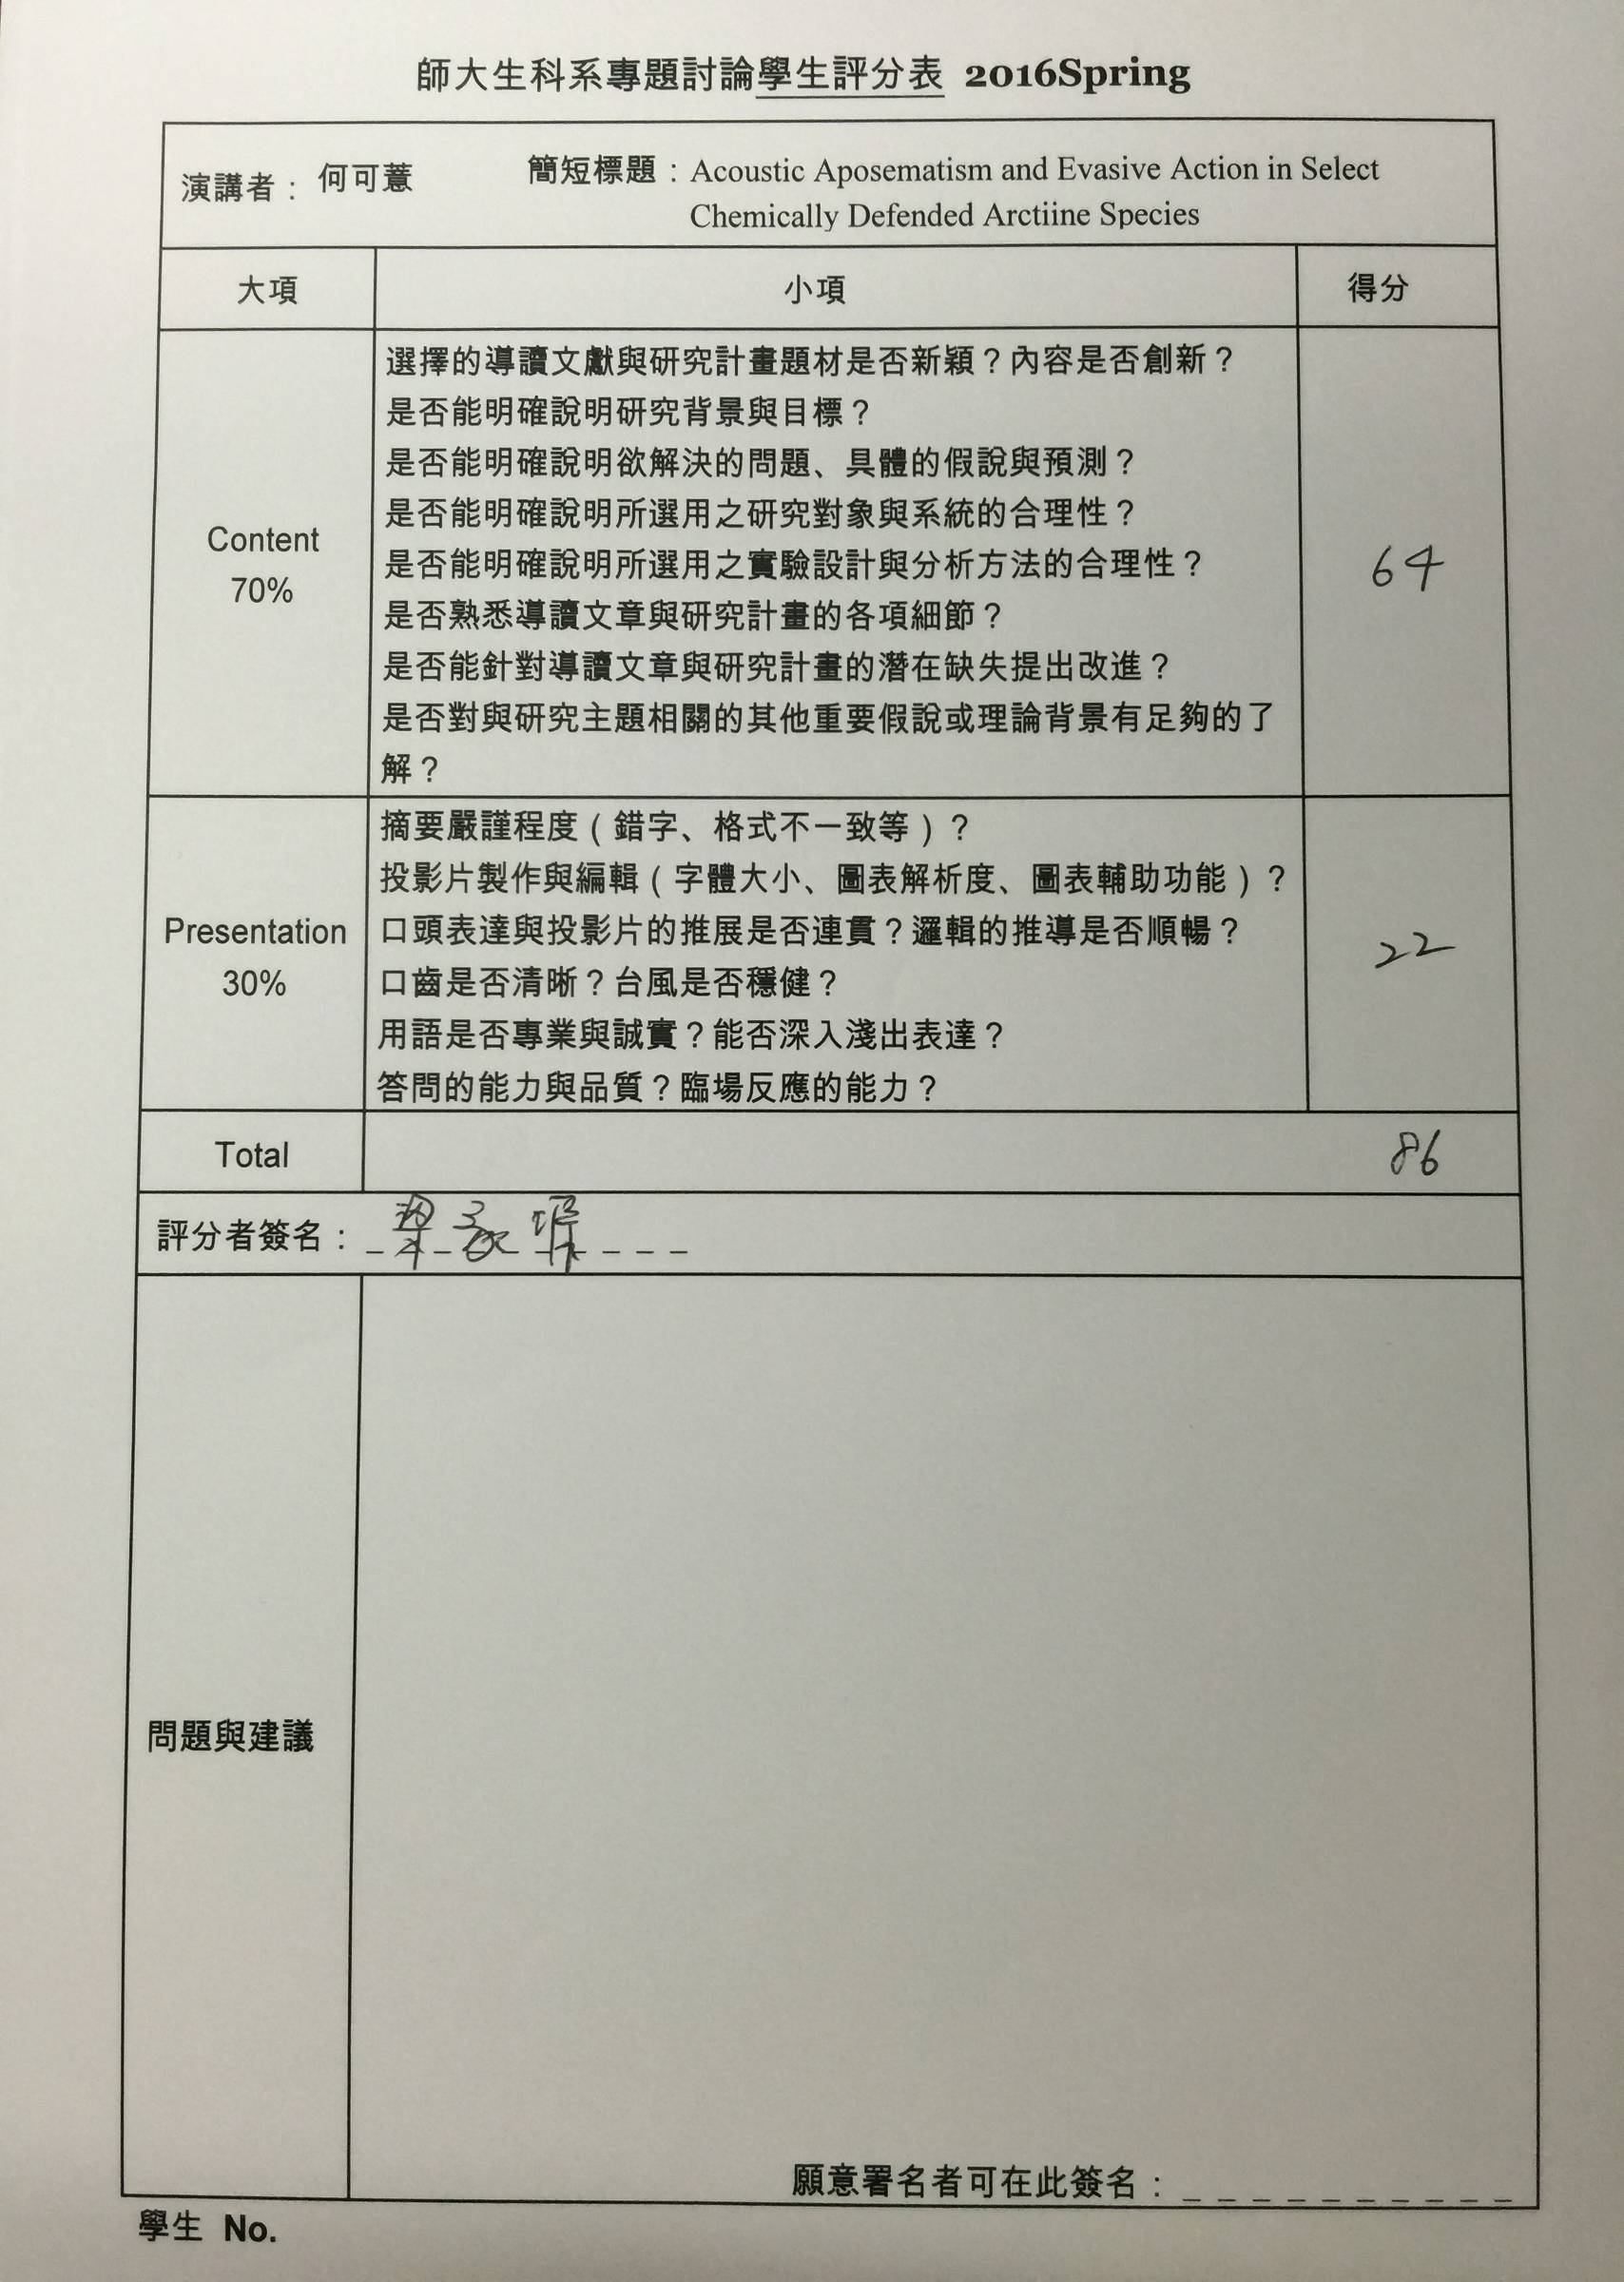 師大生科系專題討論學生評分表 2016Spring
演講者： 何可薏 簡短標題：Acoustic Aposematism and Evasive Action in Select
Chemically Defended Arctiine Species
大項 小項 得分
選擇的導讀文獻與研究計畫題材是否新穎？內容是否創新？
是否能明確說明研究背景與目標？
是否能明確說明欲解決的問題、具體的假說與預測？
是否能明確說明所選用之研究對象與系統的合理性？
Content
70%
是否能明確說明所選用之實驗設計與分析方法的合理性？
64
是否熟悉導讀文章與研究計畫的各項細節？
是否能針對導讀文章與研究計畫的潛在缺失提出改進？
是否對與研究主題相關的其他重要假說或理論背景有足夠的了
解？
摘要嚴謹程度（錯字、格式不一致等）？
投影片製作與編輯（字體大小、圖表解析度、圖表輔助功能）？
Presentation
30%
口頭表達與投影片的推展是否連貫？邏輯的推導是否順暢？
22
口齒是否清晰？台風是否穩健？
用語是否專業與誠實？能否深入淺出表達？
答問的能力與品質？臨場反應的能力？
Total 86
評分者簽名：
問題與建議
願意署名者可在此簽名：
學生 No.